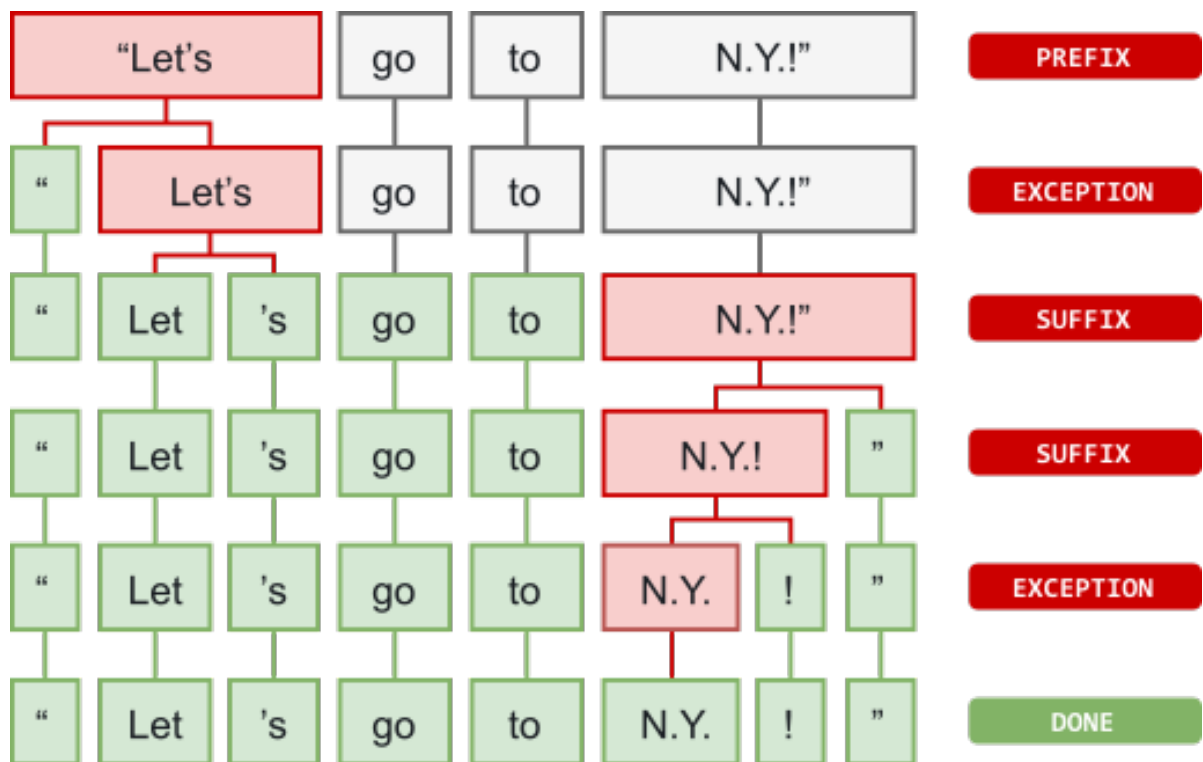 “Let’s go to N.Y.!” PREFIX
“ Let’s go to N.Y.!” EXCEPTION
“ Let ’s go to N.Y.!” SUFFIX
“ Let ’s go to N.Y.! ” SUFFIX
“ Let ’s go to N.Y. ! ” EXCEPTION
“ Let ’s go to N.Y. ! ” DONE